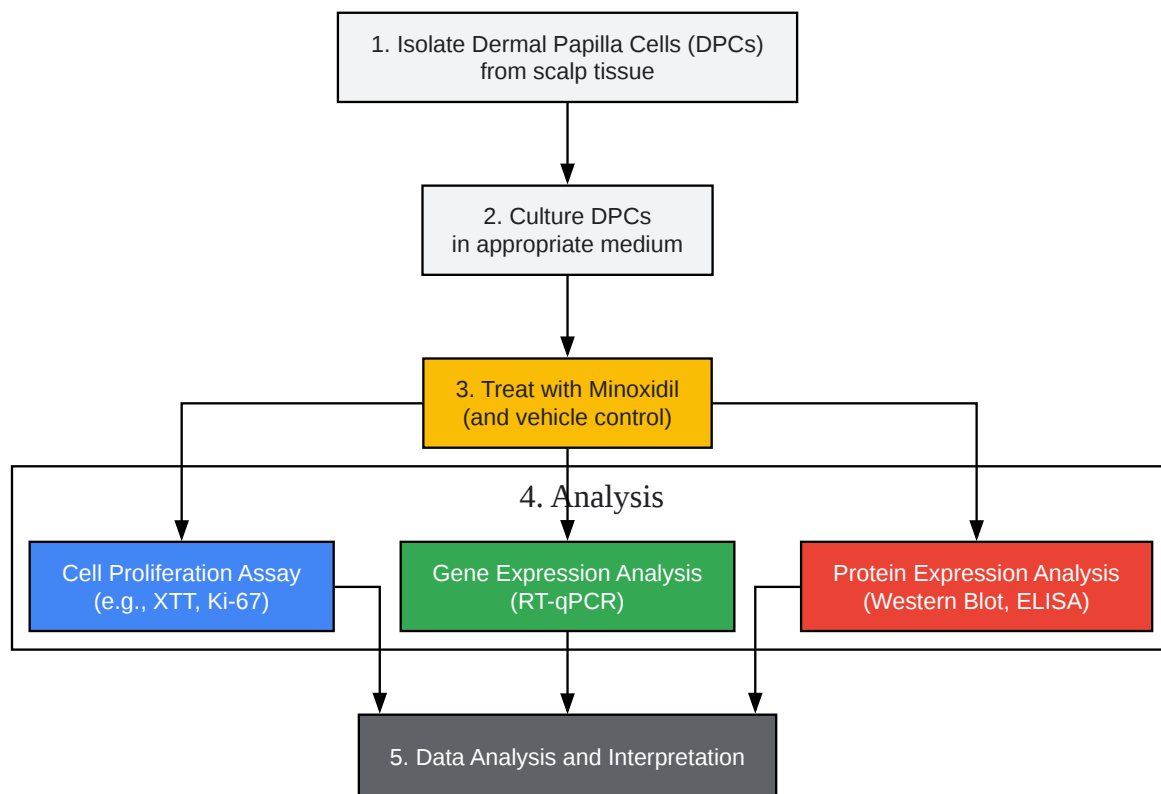 1. Isolate Dermal Papilla Cells (DPCs)
from scalp tissue
2. Culture DPCs
in appropriate medium
3. Treat with Minoxidil
(and vehicle control)
4. Analysis
Cell Proliferation Assay
(e.g., XTT, Ki-67)
Gene Expression Analysis
(RT-qPCR)
Protein Expression Analysis
(Western Blot, ELISA)
5. Data Analysis and Interpretation